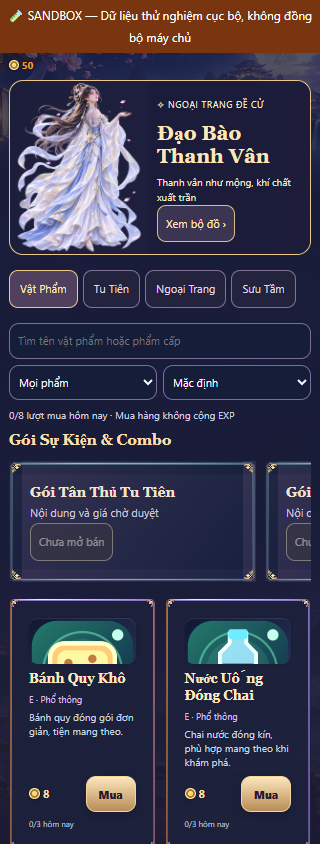 SANDBOX — Dữ liệu thử nghiệm cục bộ, không đồng
bộ máy chủ
50
NGOẠI TRANG ĐỀ CỬ
Đạo Bào
Thanh Vân
Thanh vân như mộng, khí chất
xuất trần
Xem bộ đồ ›
Vật Phẩm
Tu Tiên
Ngoại Trang
Sưu Tầm
Tìm tên vật phẩm hoặc phẩm cấp
Mọi phẩm
Mặc định
0/8 lượt mua hôm nay · Mua hàng không cộng EXP
Gói Sự Kiện & Combo
Gói Tân Thủ Tu Tiên
Nội dung và giá chờ duyệt
Chưa mở bán
Gói
Nội
Chu
Bánh Quy Khô
E · Phổ thông
Bánh quy đóng gói đơn
giản, tiện mang theo.
8
Mua
0/3 hôm nay
Nước Uống
Đóng Chai
E · Phổ thông
Chai nước đóng kín,
phù hợp mang theo khi
khám phá.
8
Mua
0/3 hôm nay